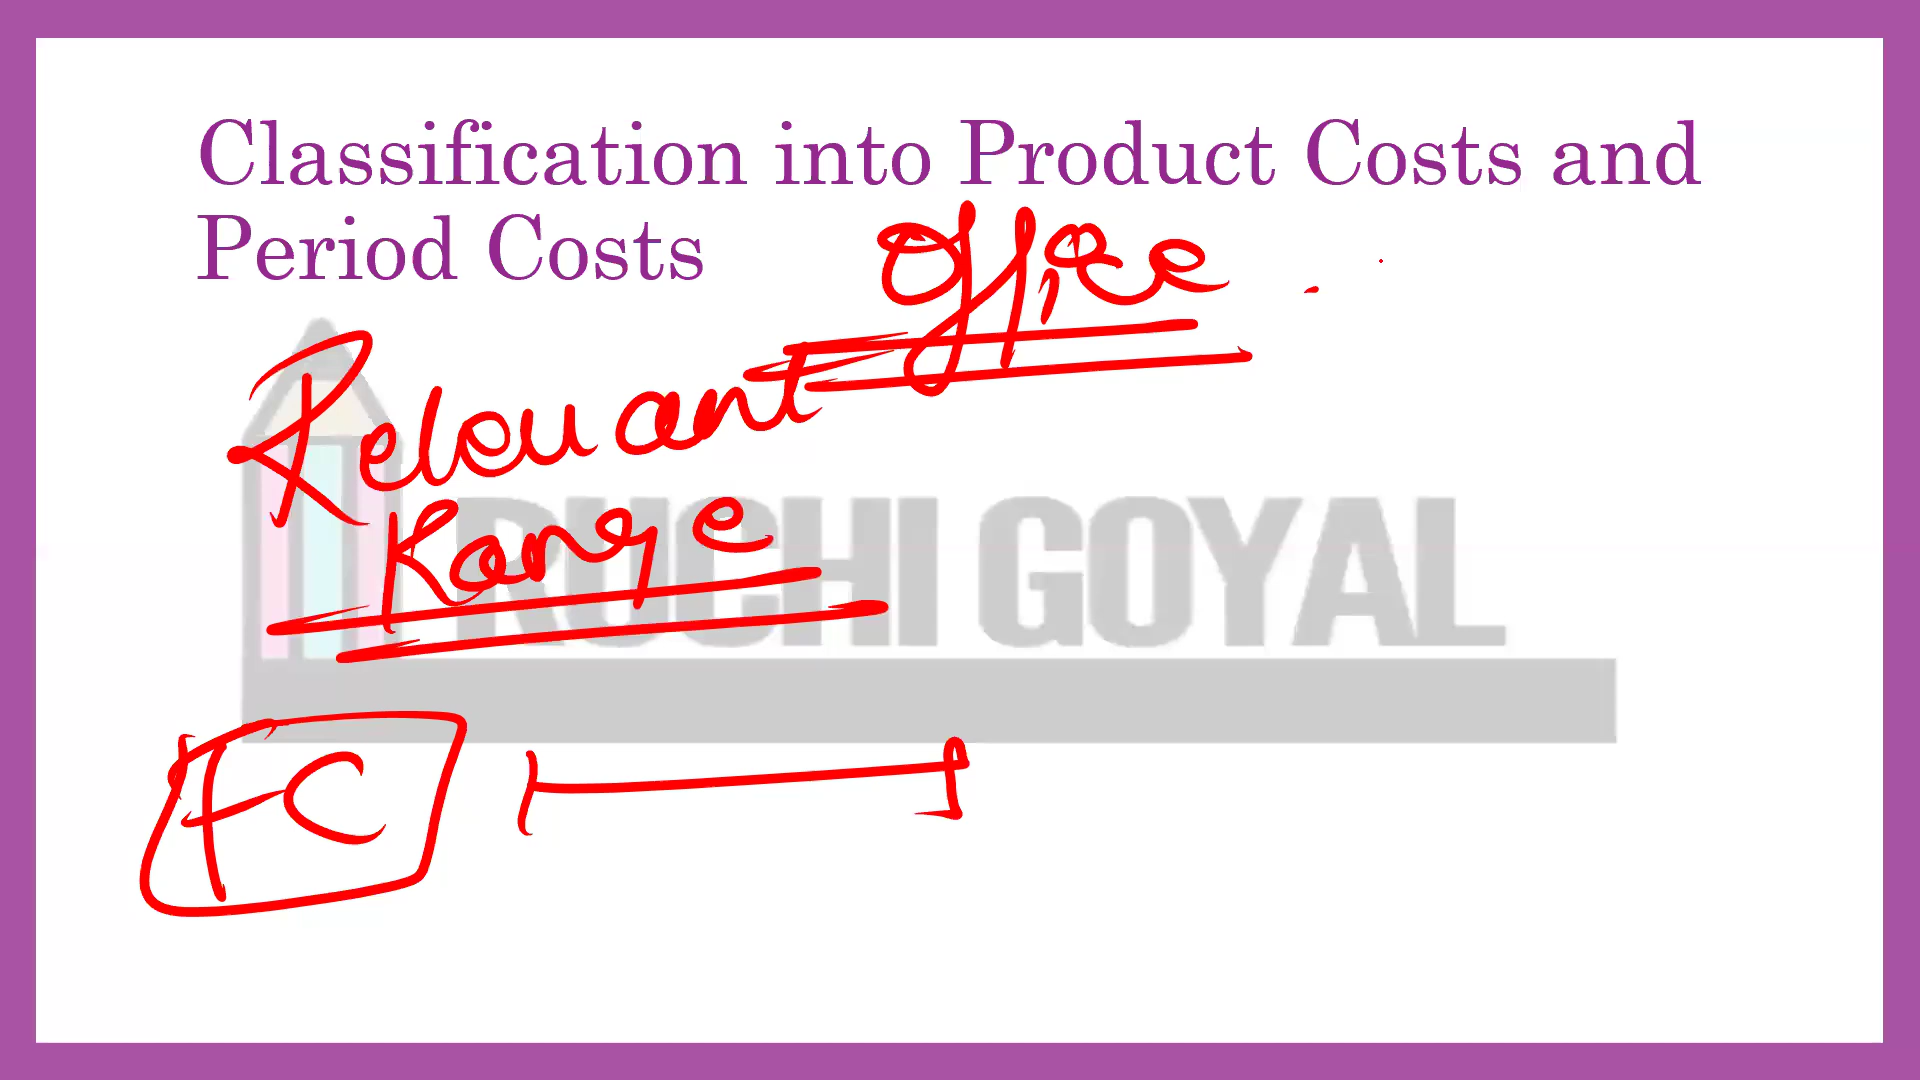 Classification into Product Costs and
Period Costs
Office
Relevant
Range
RUCHI GOYAL
FC